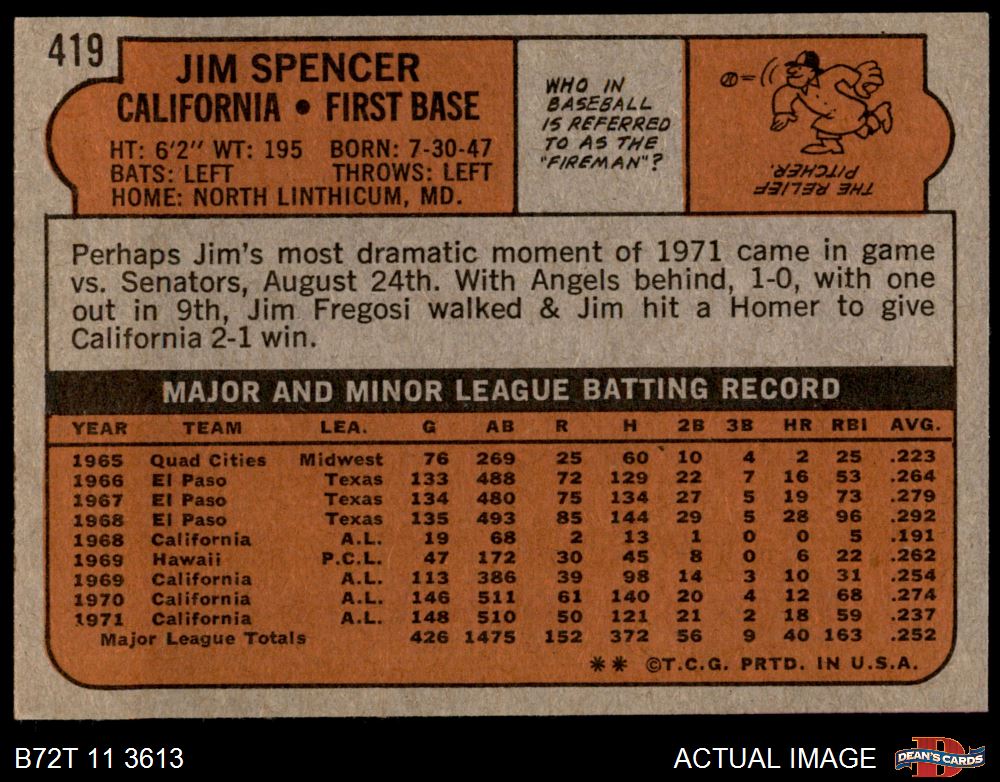 419
JIM SPENCER
CALIFORNIA • FIRST BASE
HT: 6'2" WT: 195 BORN: 7-30-47
BATS: LEFT THROWS: LEFT
HOME: NORTH LINTHICUM, MD.
WHO IN
BASEBALL
IS REFERRED
TO AS THE
"FIREMAN"?
THE RELIEF
PITCHER.
Perhaps Jim's most dramatic moment of 1971 came in game
vs. Senators, August 24th. With Angels behind, 1-0, with one
out in 9th, Jim Fregosi walked & Jim hit a Homer to give
California 2-1 win.
MAJOR AND MINOR LEAGUE BATTING RECORD
YEAR TEAM LEA. G AB R H 2B 3B HR RBI AVG.
1965 Quad Cities Midwest 76 269 25 60 10 4 2 25 .223
1966 El Paso Texas 133 488 72 129 22 7 16 53 .264
1967 El Paso Texas 134 480 75 134 27 5 19 73 .279
1968 El Paso Texas 135 493 85 144 29 5 28 96 .292
1968 California A.L. 19 68 2 13 1 0 0 5 .191
1969 Hawaii P.C.L. 47 172 30 45 8 0 6 22 .262
1969 California A.L. 113 386 39 98 14 3 10 31 .254
1970 California A.L. 146 511 61 140 20 4 12 68 .274
1971 California A.L. 148 510 50 121 21 2 18 59 .237
Major League Totals 426 1475 152 372 56 9 40 163 .252
** ©T.C.G. PRTD. IN U.S.A.
B72T 11 3613
ACTUAL IMAGE
D
DEAN'S CARDS